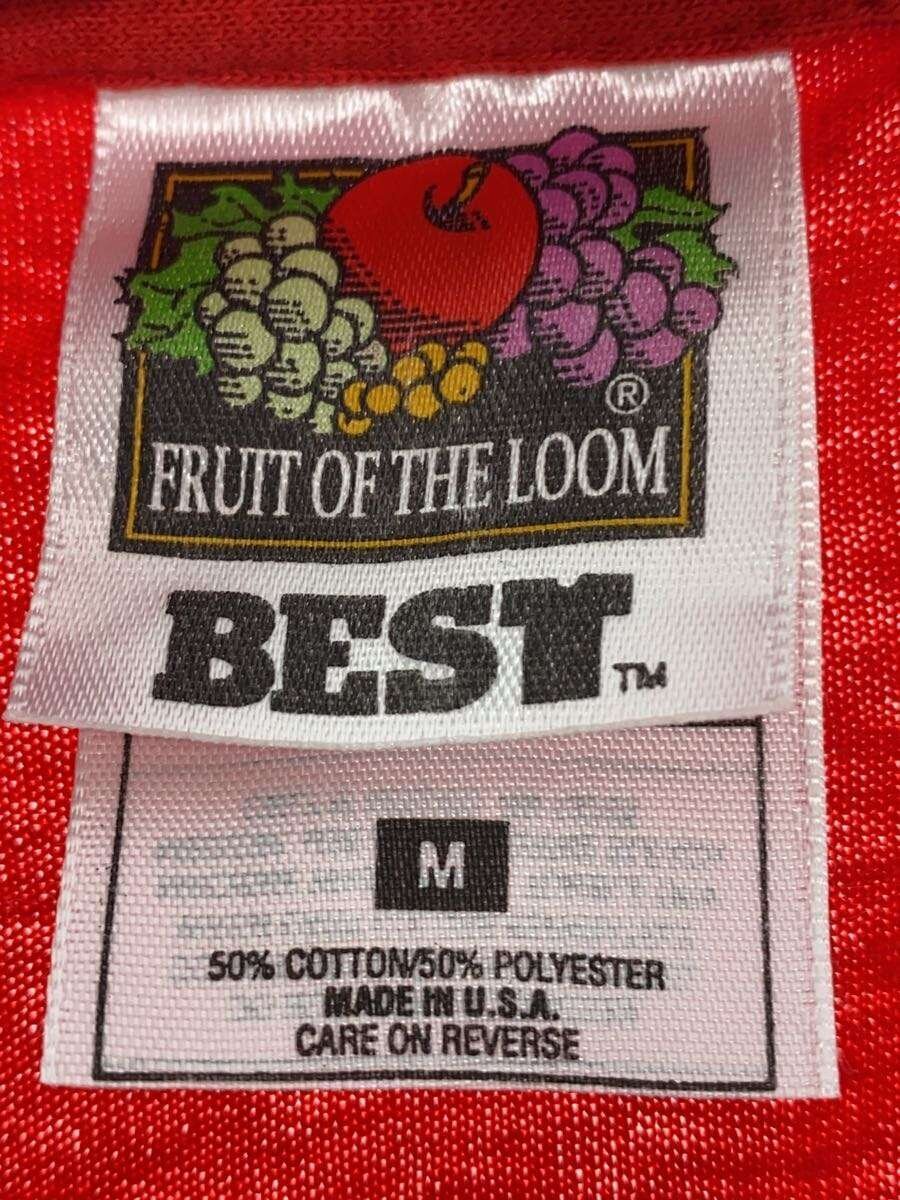 ®
FRUIT OF THE LOOM
BEST™
M
50% COTTON/50% POLYESTER
MADE IN U.S.A.
CARE ON REVERSE